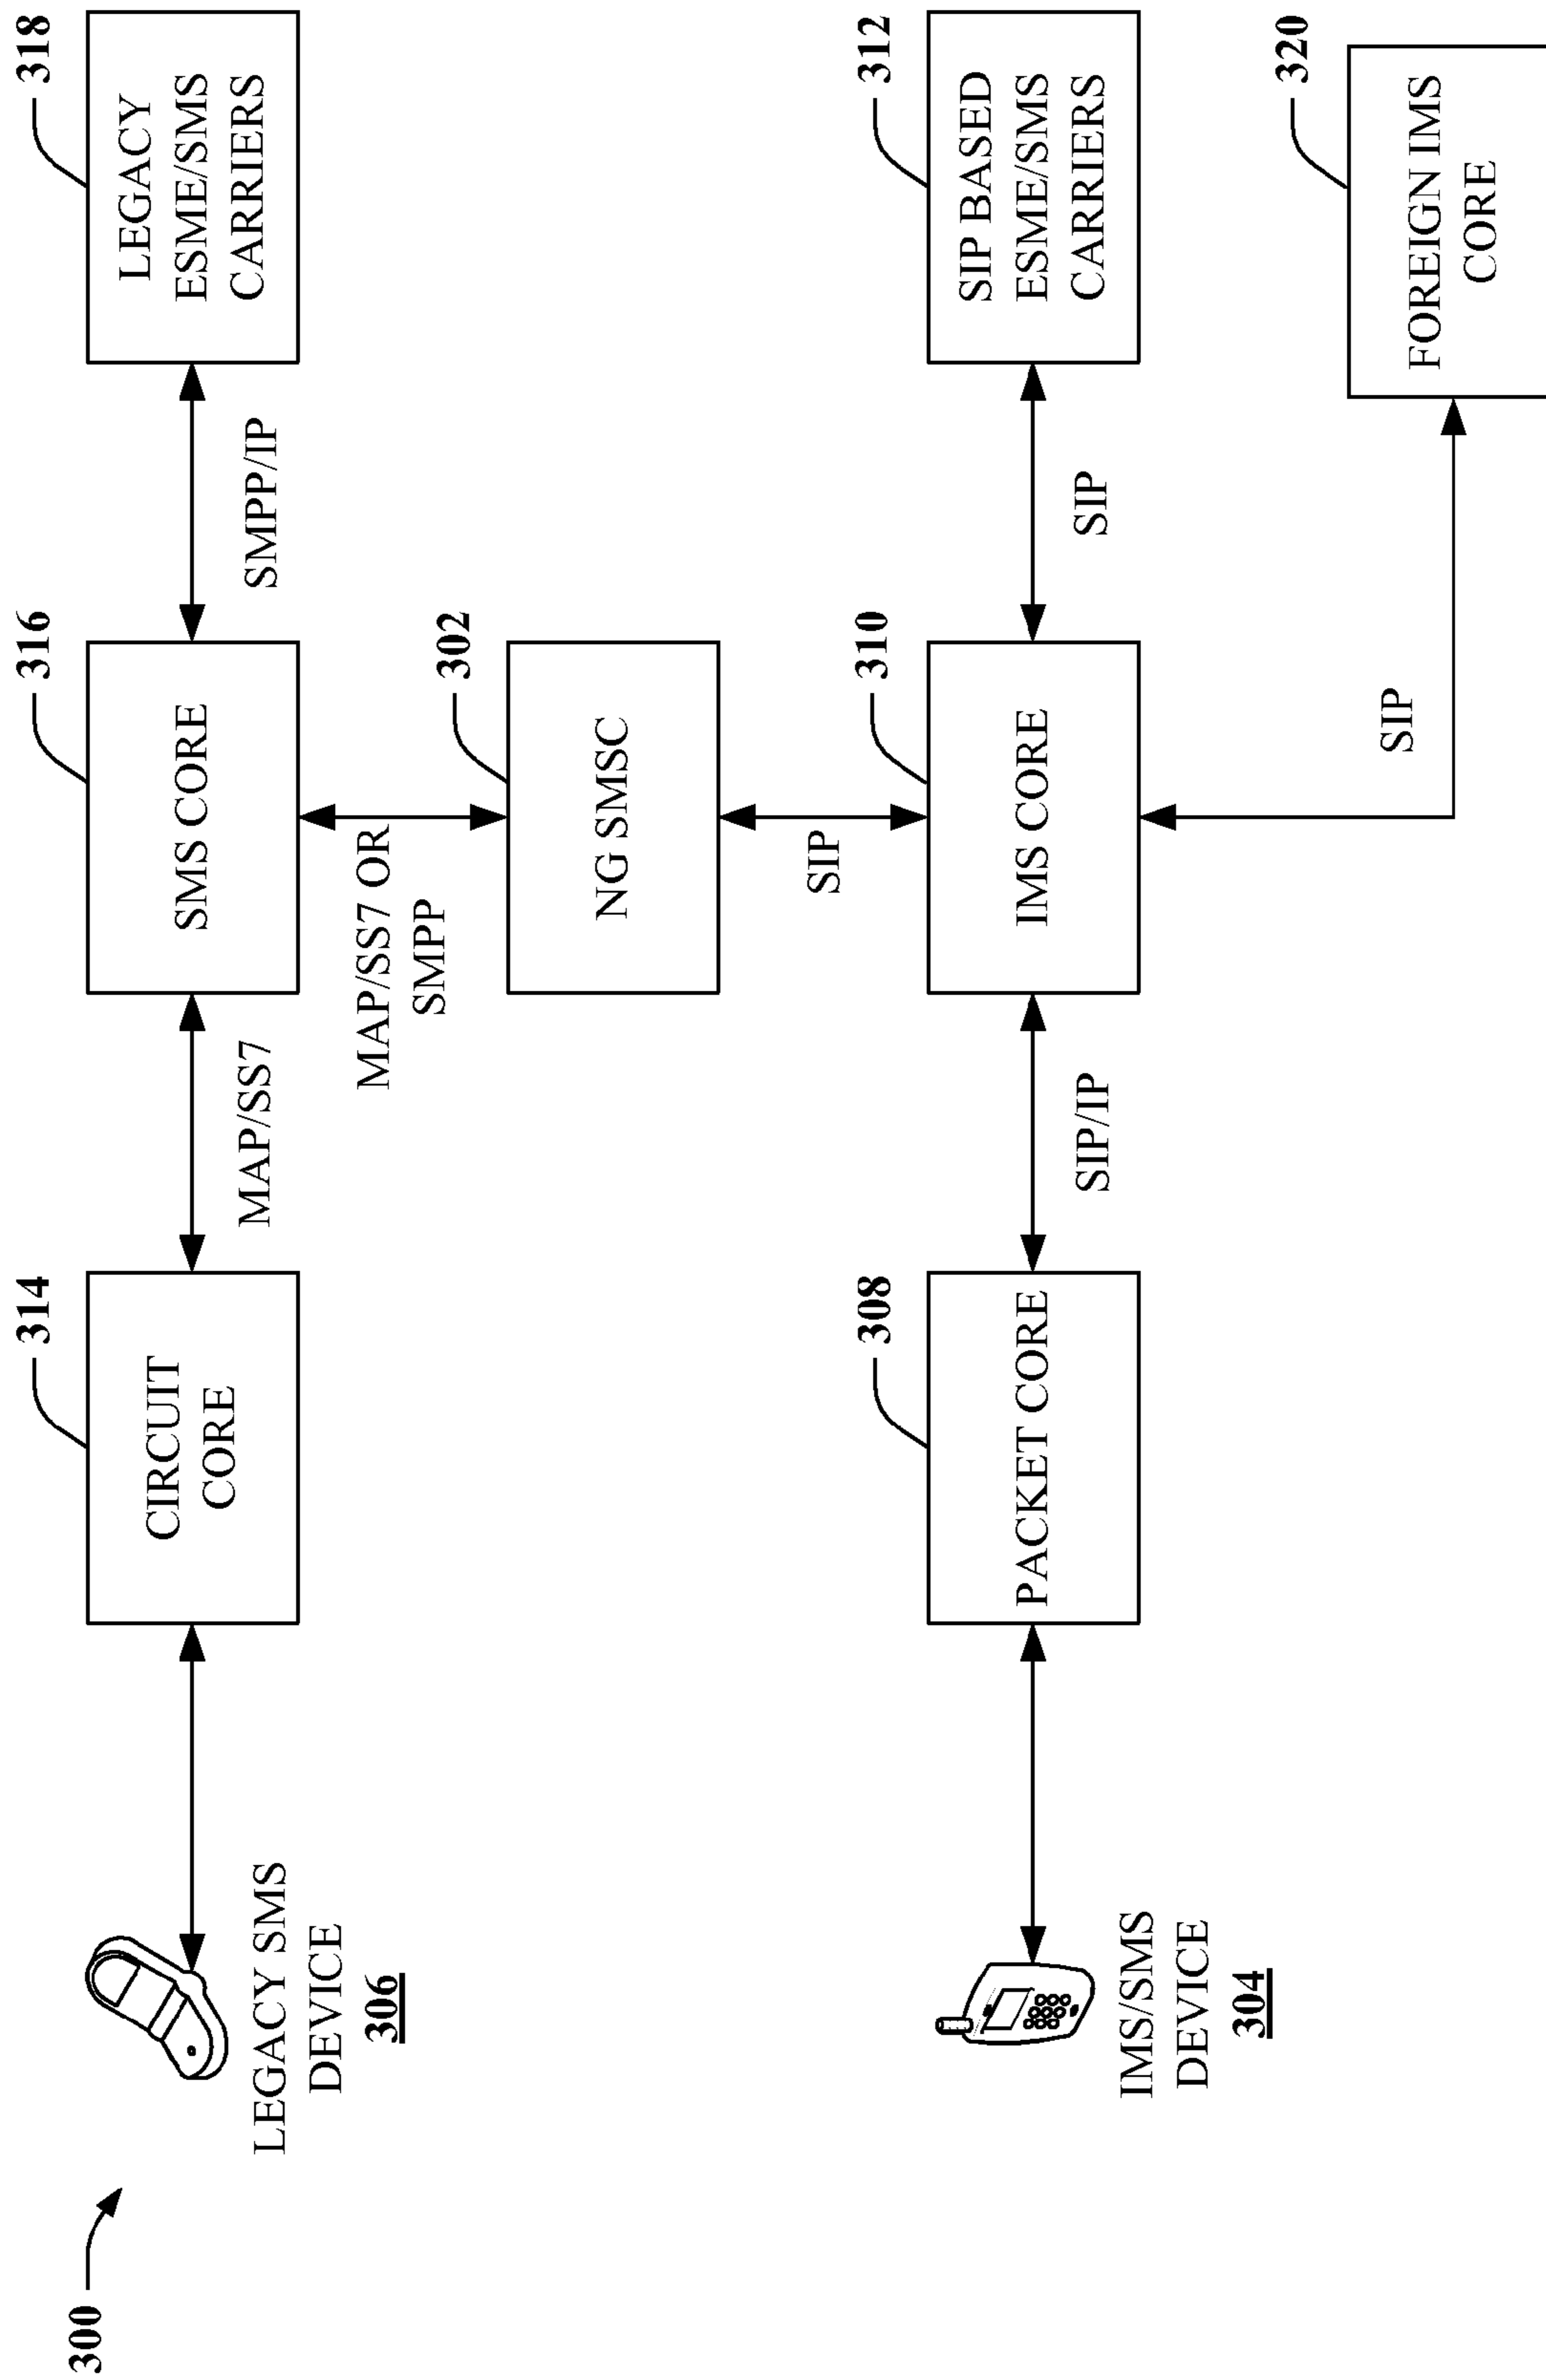 300
LEGACY SMS
DEVICE
306
314
CIRCUIT
CORE
MAP/SS7
316
SMS CORE
SMPP/IP
318
LEGACY
ESME/SMS
CARRIERS
MAP/SS7 OR
SMPP
302
NG SMSC
SIP
IMS/SMS
DEVICE
304
308
PACKET CORE
SIP/IP
310
IMS CORE
SIP
312
SIP BASED
ESME/SMS
CARRIERS
SIP
320
FOREIGN IMS
CORE